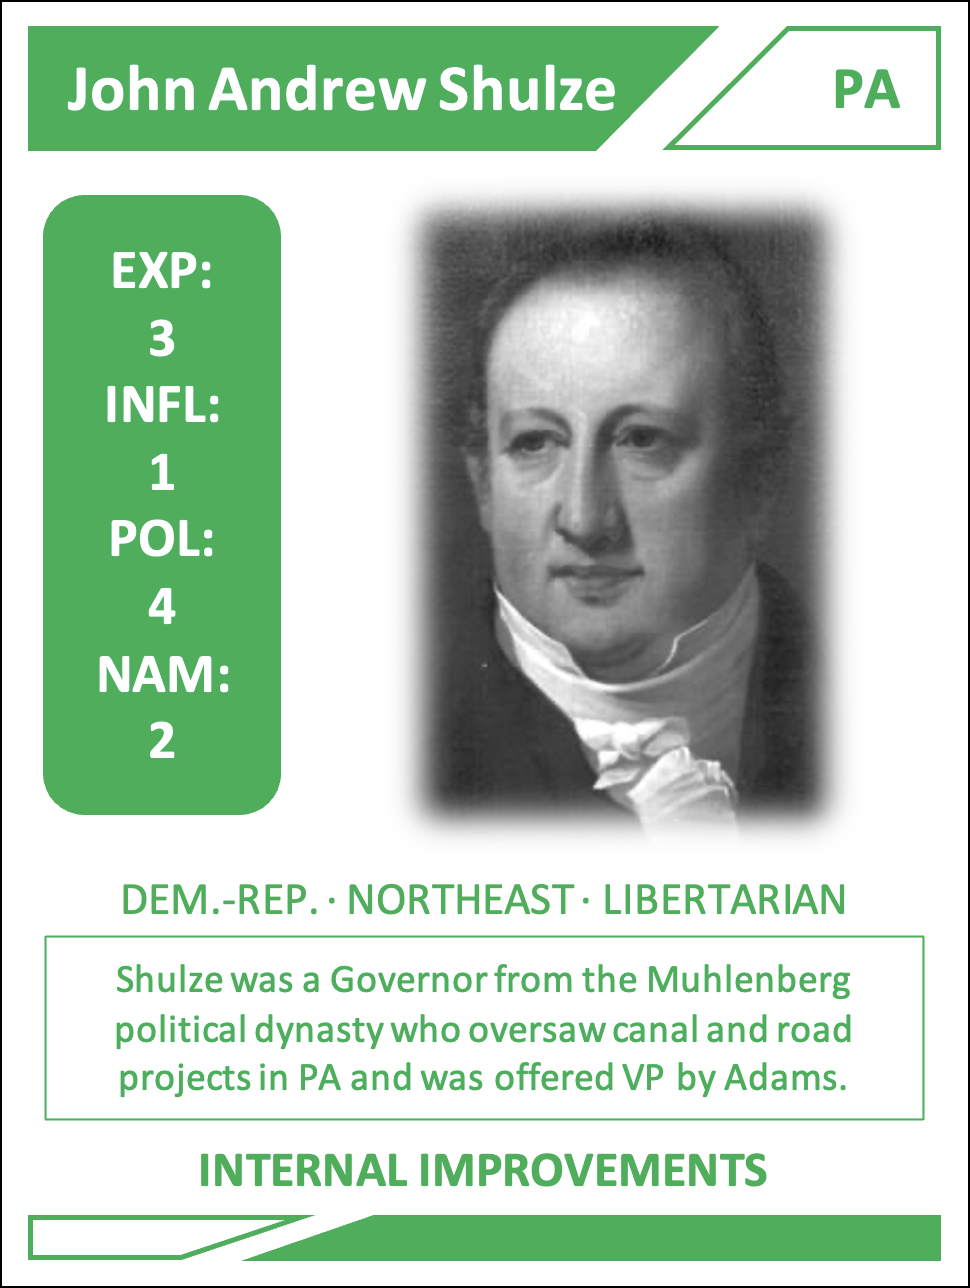 John Andrew Shulze
PA
EXP:
3
INFL:
1
POL:
4
NAM:
2
DEM.-REP. · NORTHEAST · LIBERTARIAN
Shulze was a Governor from the Muhlenberg
political dynasty who oversaw canal and road
projects in PA and was offered VP by Adams.
INTERNAL IMPROVEMENTS